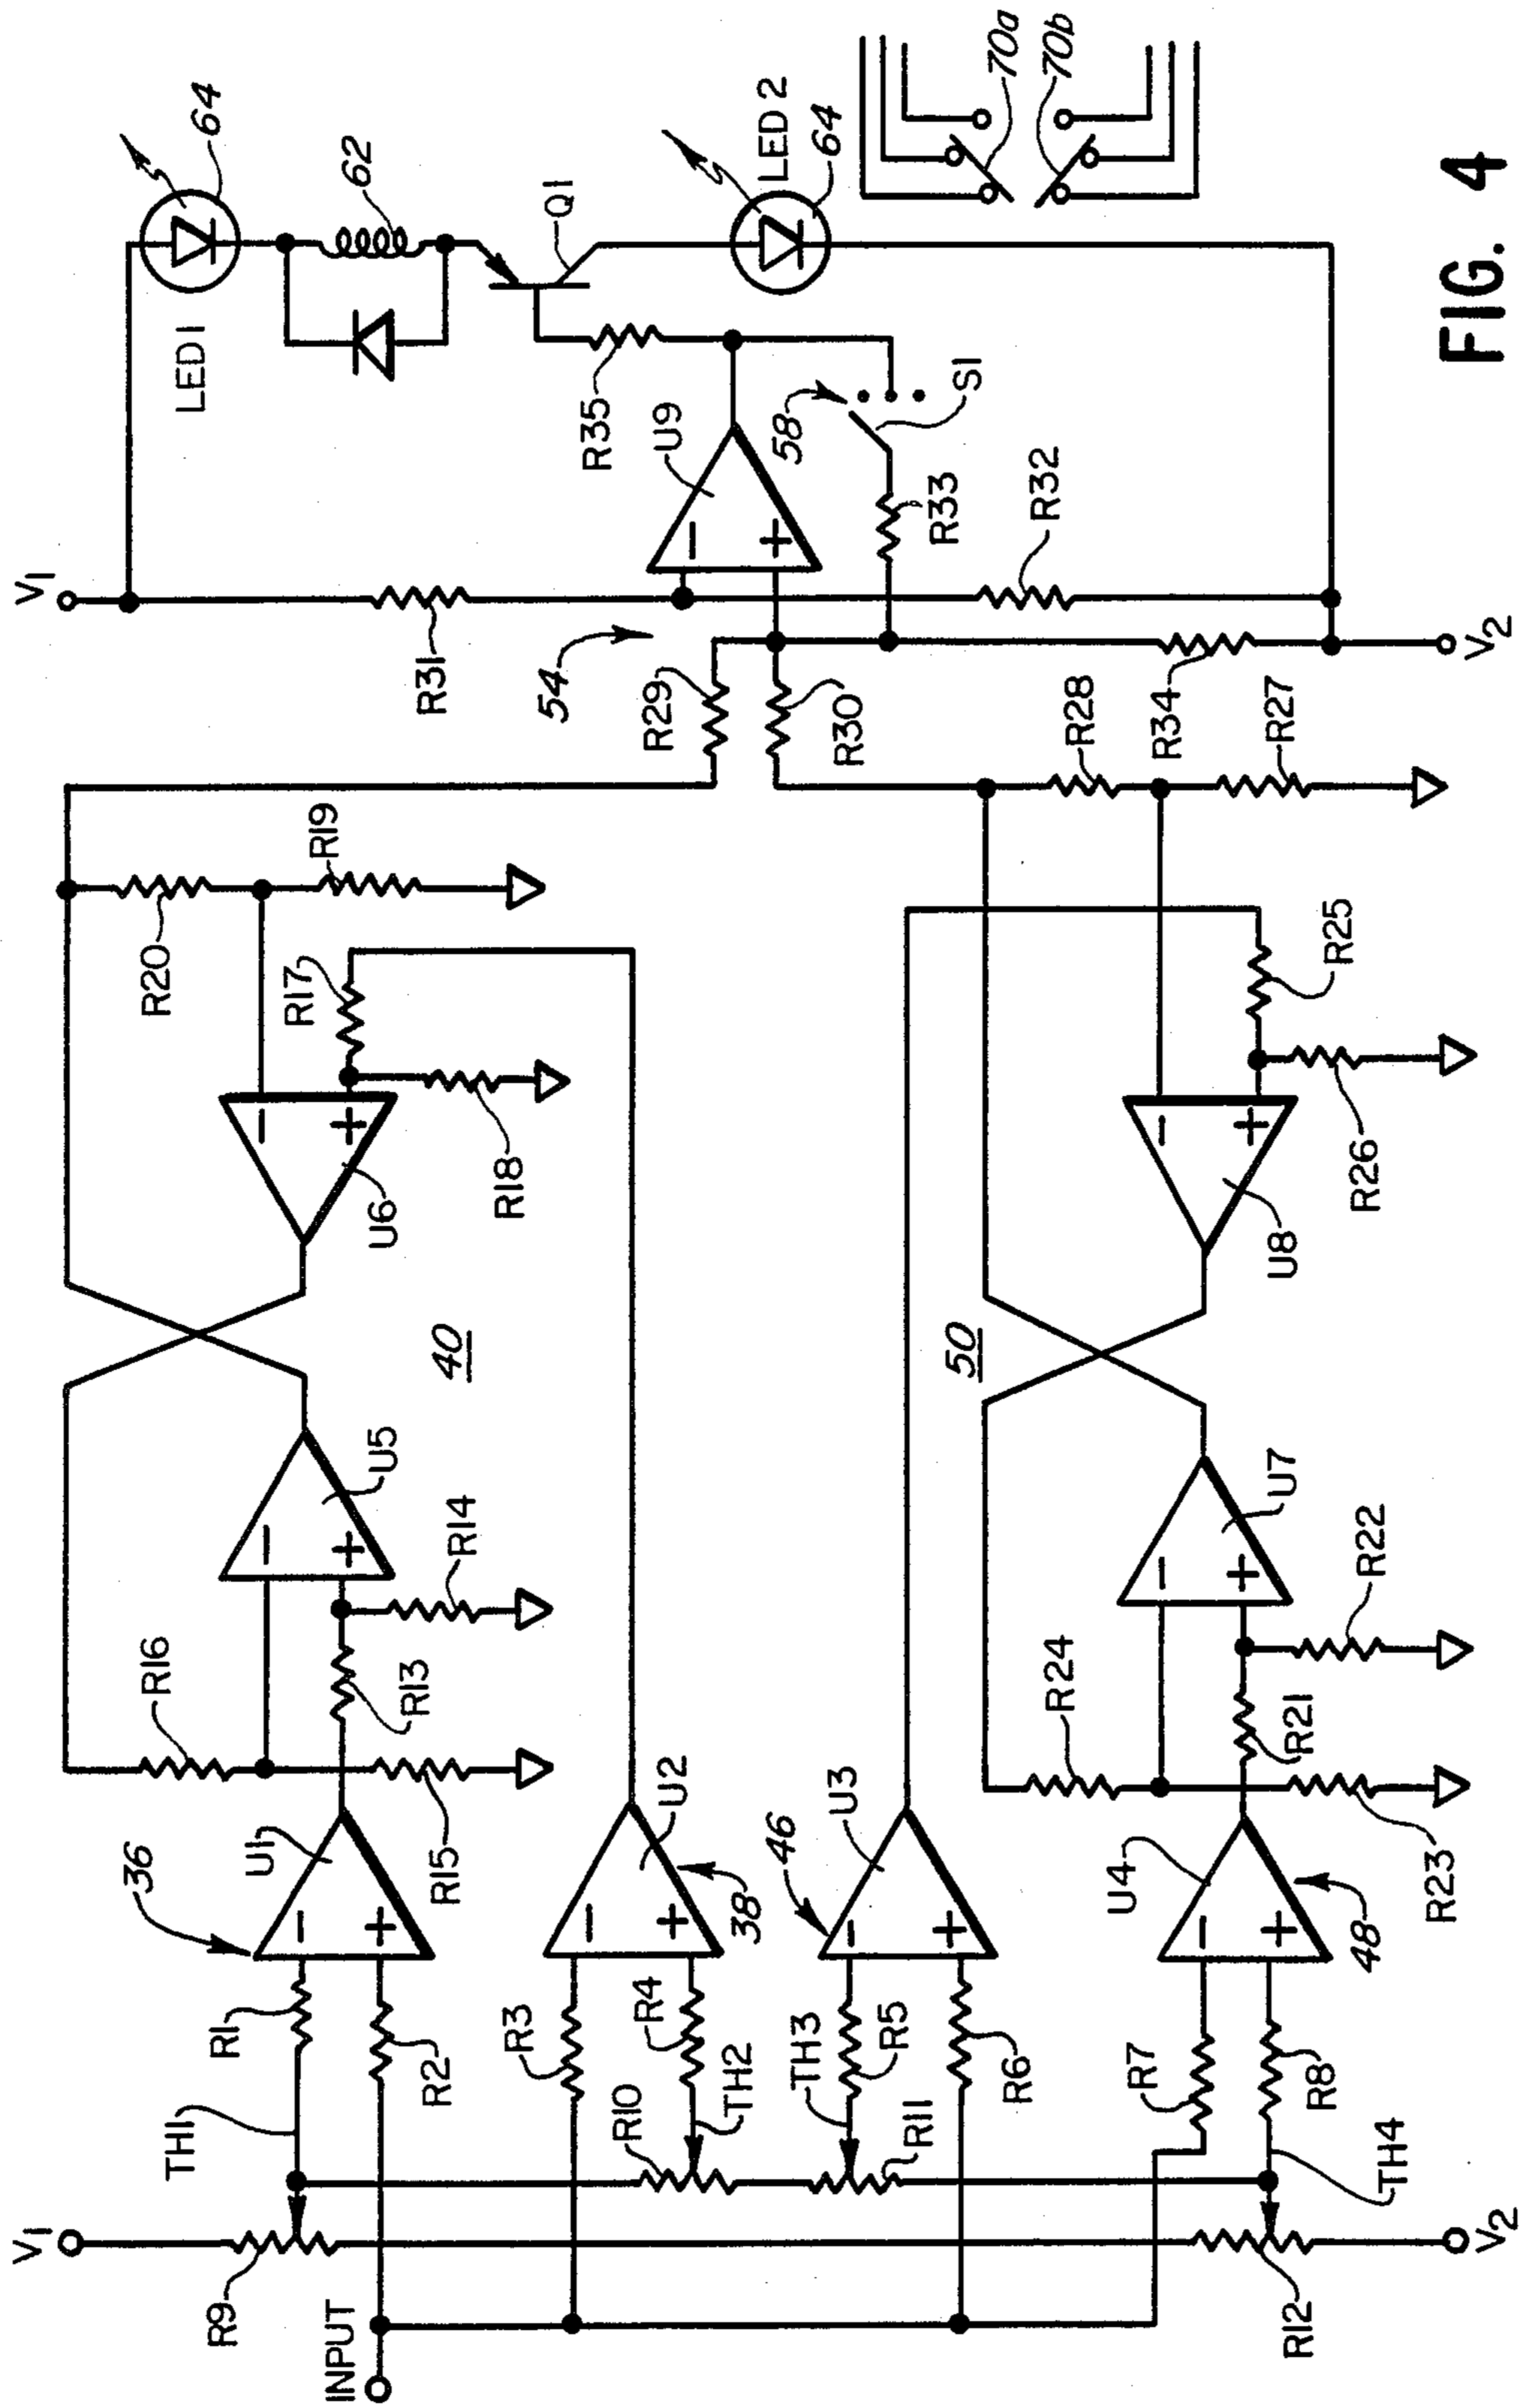 V1
V1
LED1
64
62
Q1
LED 2
64
70a
70b
R31
54
R35
U9
58
S1
R33
R32
V2
R29
R30
R28
R34
R27
R20
R19
R17
R18
U6
40
U5
R14
R16
R13
R15
36
U1
R1
R2
TH1
R9
INPUT
R3
R4
U2
38
R10
TH2
46
U3
TH3
R5
R11
R6
50
R25
R26
U8
U7
R22
R24
R21
R23
U4
48
R7
R8
TH4
R12
V2
FIG. 4